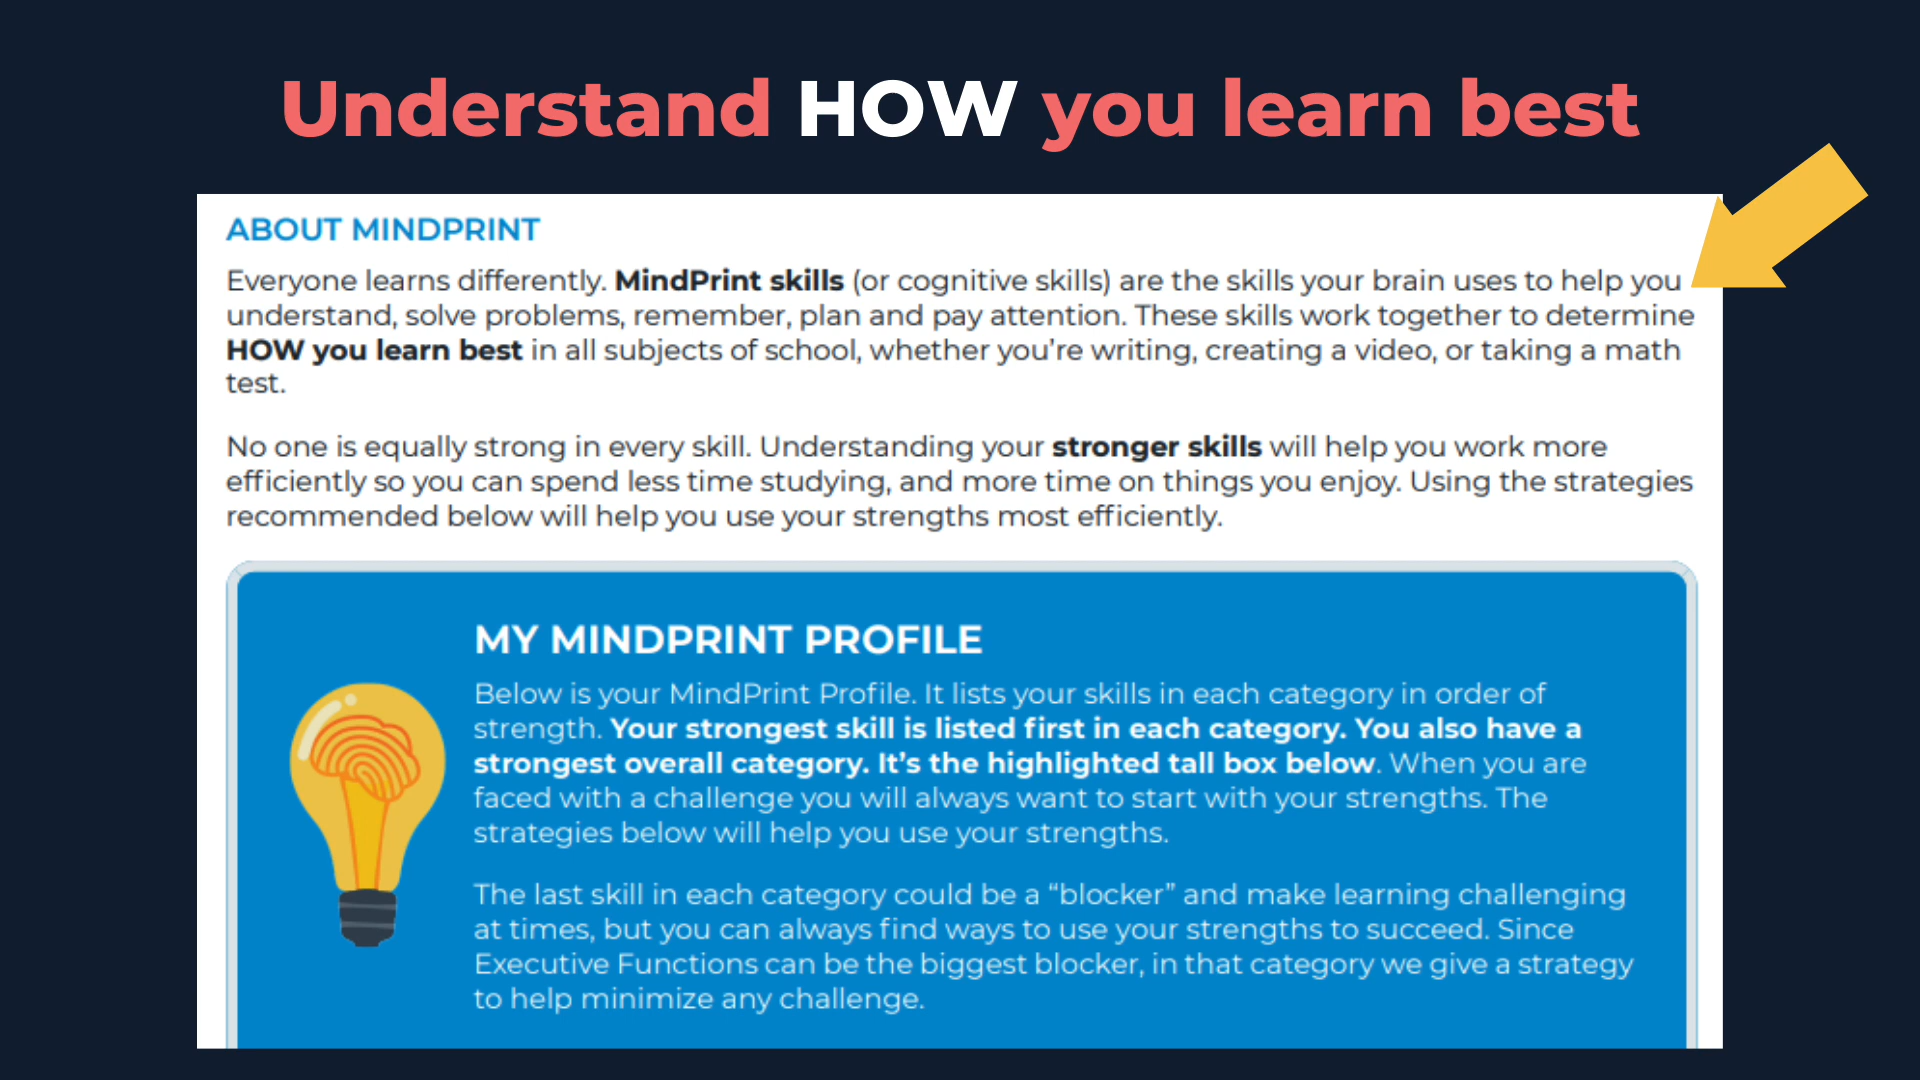 Understand HOW you learn best
ABOUT MINDPRINT
Everyone learns differently. MindPrint skills (or cognitive skills) are the skills your brain uses to help you
understand, solve problems, remember, plan and pay attention. These skills work together to determine
HOW you learn best in all subjects of school, whether you're writing, creating a video, or taking a math
test.
No one is equally strong in every skill. Understanding your stronger skills will help you work more
efficiently so you can spend less time studying, and more time on things you enjoy. Using the strategies
recommended below will help you use your strengths most efficiently.
MY MINDPRINT PROFILE
Below is your MindPrint Profile. It lists your skills in each category in order of
strength. Your strongest skill is listed first in each category. You also have a
strongest overall category. It's the highlighted tall box below. When you are
faced with a challenge you will always want to start with your strengths. The
strategies below will help you use your strengths.
The last skill in each category could be a “blocker” and make learning challenging
at times, but you can always find ways to use your strengths to succeed. Since
Executive Functions can be the biggest blocker, in that category we give a strategy
to help minimize any challenge.